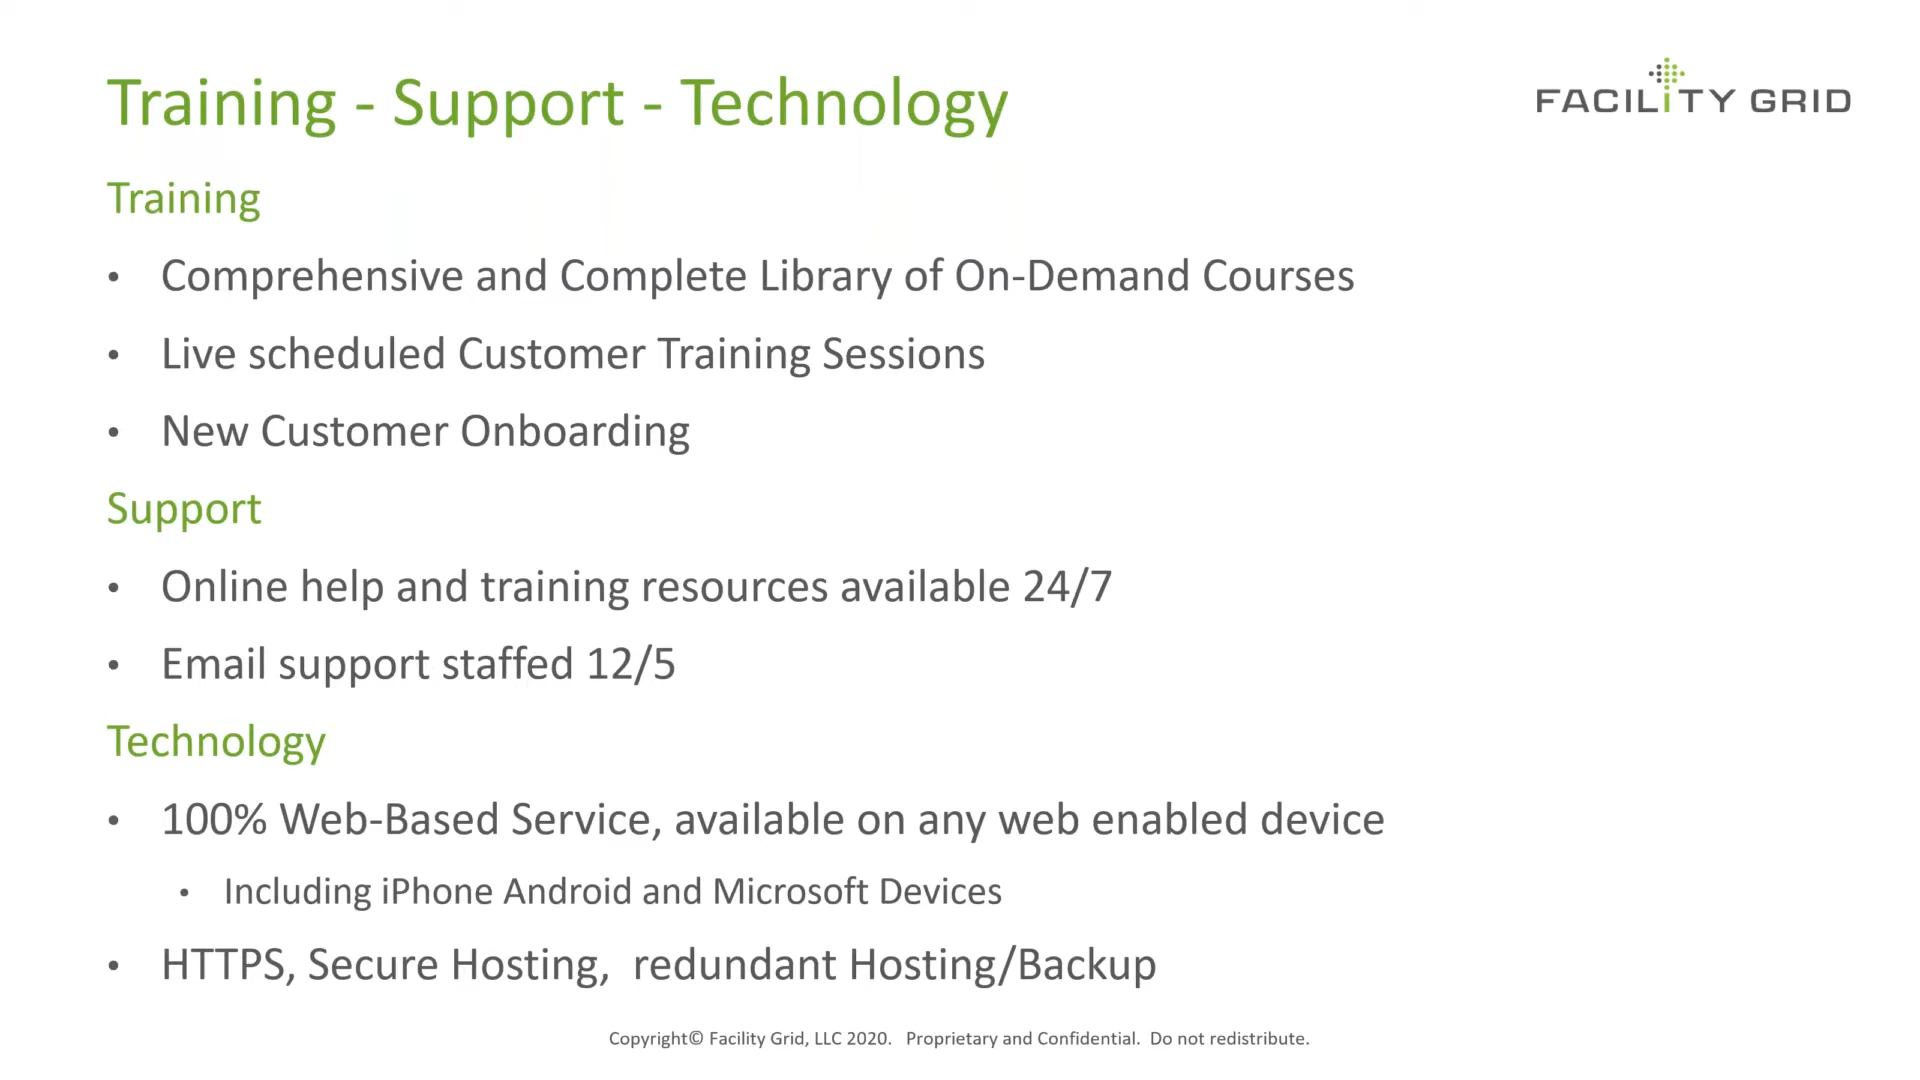 Training - Support - Technology
FACILiTY GRID
Training
• Comprehensive and Complete Library of On-Demand Courses
• Live scheduled Customer Training Sessions
• New Customer Onboarding
Support
• Online help and training resources available 24/7
• Email support staffed 12/5
Technology
• 100% Web-Based Service, available on any web enabled device
• Including iPhone Android and Microsoft Devices
• HTTPS, Secure Hosting,  redundant Hosting/Backup
Copyright© Facility Grid, LLC 2020.   Proprietary and Confidential.  Do not redistribute.